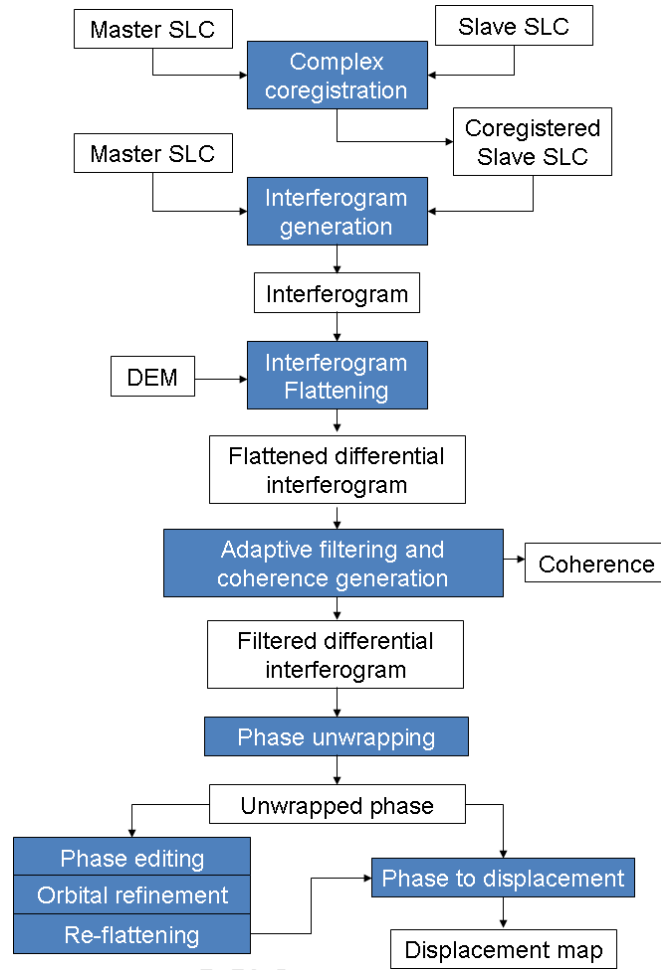 Master SLC
Slave SLC
Complex
coregistration
Master SLC
Coregistered
Slave SLC
Interferogram
generation
Interferogram
DEM
Interferogram
Flattening
Flattened differential
interferogram
Adaptive filtering and
coherence generation
Coherence
Filtered differential
interferogram
Phase unwrapping
Unwrapped phase
Phase editing
Orbital refinement
Re-flattening
Phase to displacement
Displacement map